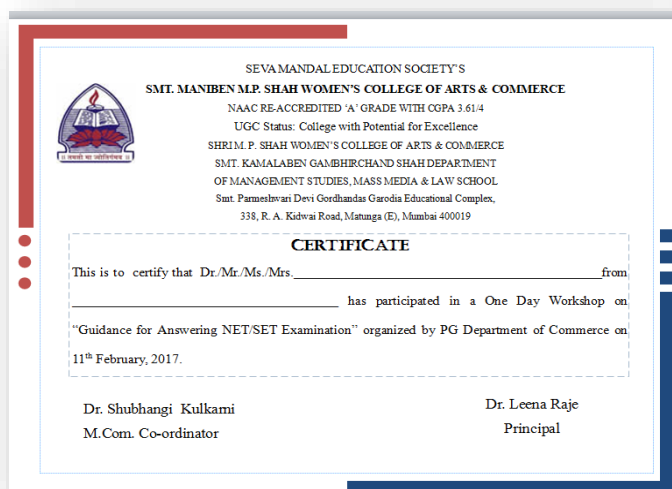 SEVA MANDAL EDUCATION SOCIETY'S
SMT. MANIBEN M.P. SHAH WOMEN'S COLLEGE OF ARTS & COMMERCE
NAAC RE-ACCREDITED 'A' GRADE WITH CGPA 3.61/4
UGC Status: College with Potential for Excellence
SHRI M. P. SHAH WOMEN'S COLLEGE OF ARTS & COMMERCE
SMT. KAMALABEN GAMBHIRCHAND SHAH DEPARTMENT
OF MANAGEMENT STUDIES, MASS MEDIA & LAW SCHOOL
Smt. Parmeshwari Devi Gordhandas Garodia Educational Complex,
338, R. A. Kidwai Road, Matunga (E), Mumbai 400019
॥ तमसो मा ज्योतिर्गमय ॥
CERTIFICATE
This is to certify that Dr./Mr./Ms./Mrs.____________________________from
____________________________ has participated in a One Day Workshop on
"Guidance for Answering NET/SET Examination" organized by PG Department of Commerce on
11th February, 2017.
Dr. Shubhangi Kulkarni
M.Com. Co-ordinator
Dr. Leena Raje
Principal